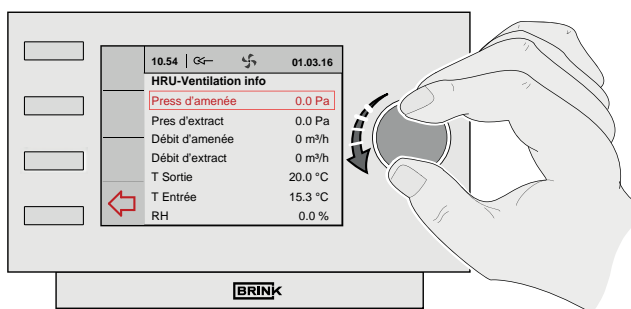 10.54 01.03.16
HRU-Ventilation info
Press d'amenée 0.0 Pa
Pres d'extract 0.0 Pa
Débit d'amenée 0 m³/h
Débit d'extract 0 m³/h
T Sortie 20.0 °C
T Entrée 15.3 °C
RH 0.0 %
BRINK